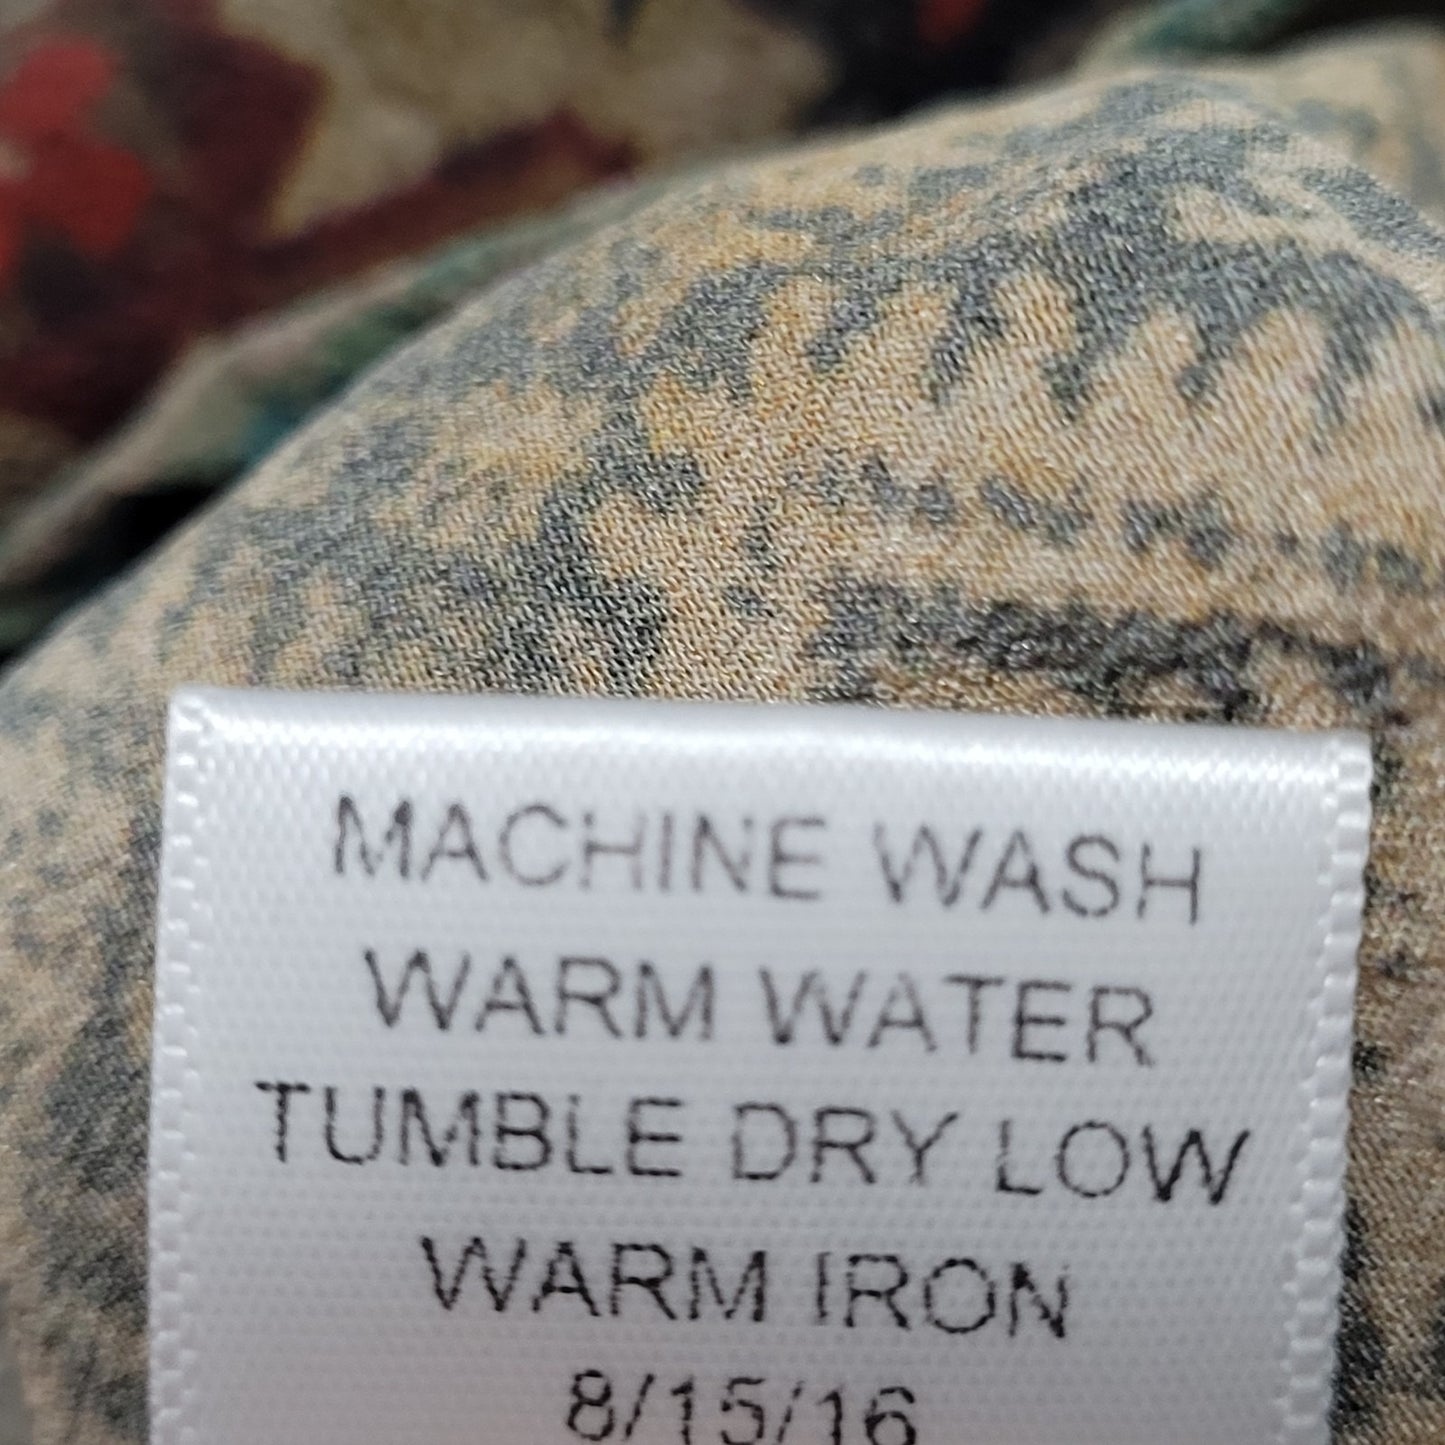 MACHINE WASH
WARM WATER
TUMBLE DRY LOW
WARM IRON
8/15/16